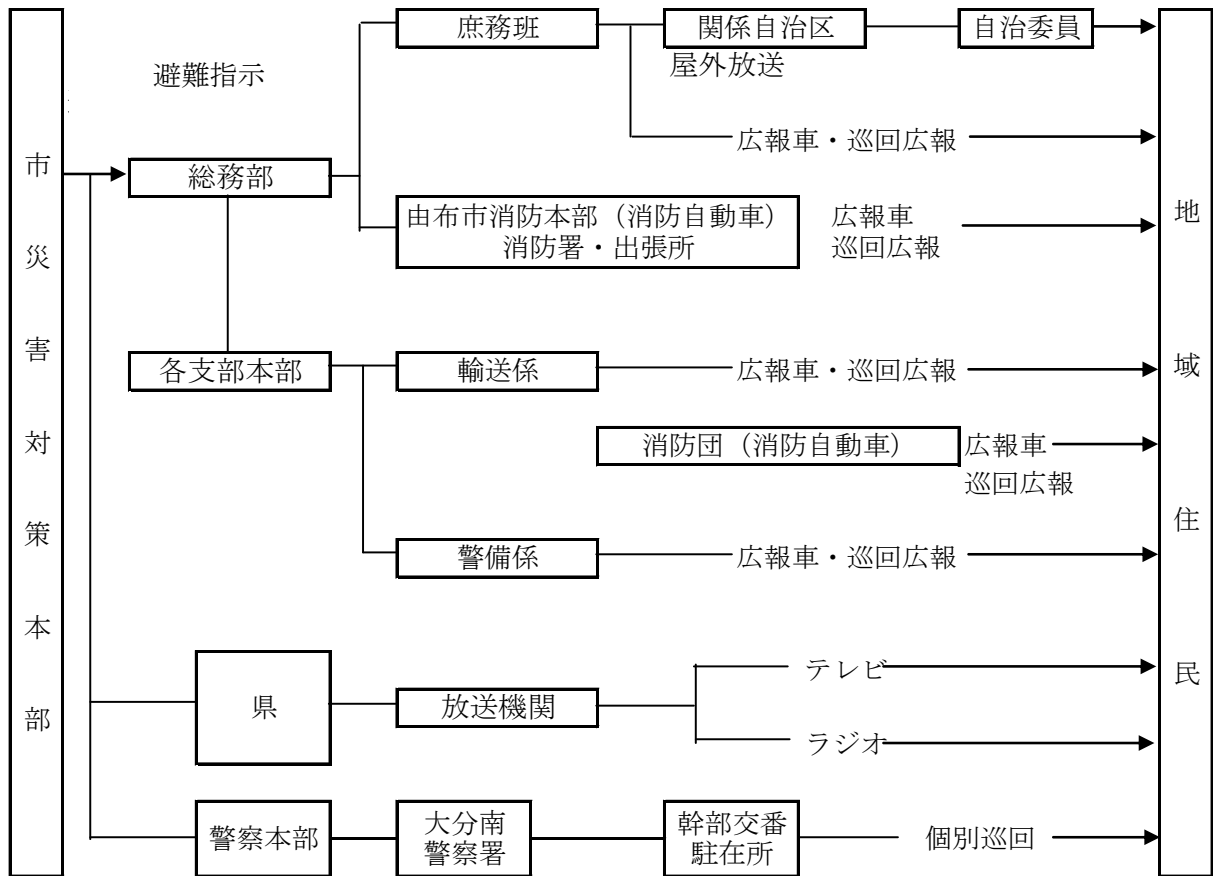 市災害対策本部
避難指示
総務部
庶務班
関係自治区
屋外放送
自治委員
広報車・巡回広報
由布市消防本部（消防自動車）
消防署・出張所
広報車
巡回広報
各支部本部
輸送係
広報車・巡回広報
消防団（消防自動車）
広報車
巡回広報
警備係
広報車・巡回広報
県
放送機関
テレビ
ラジオ
警察本部
大分南
警察署
幹部交番
駐在所
個別巡回
地域住民